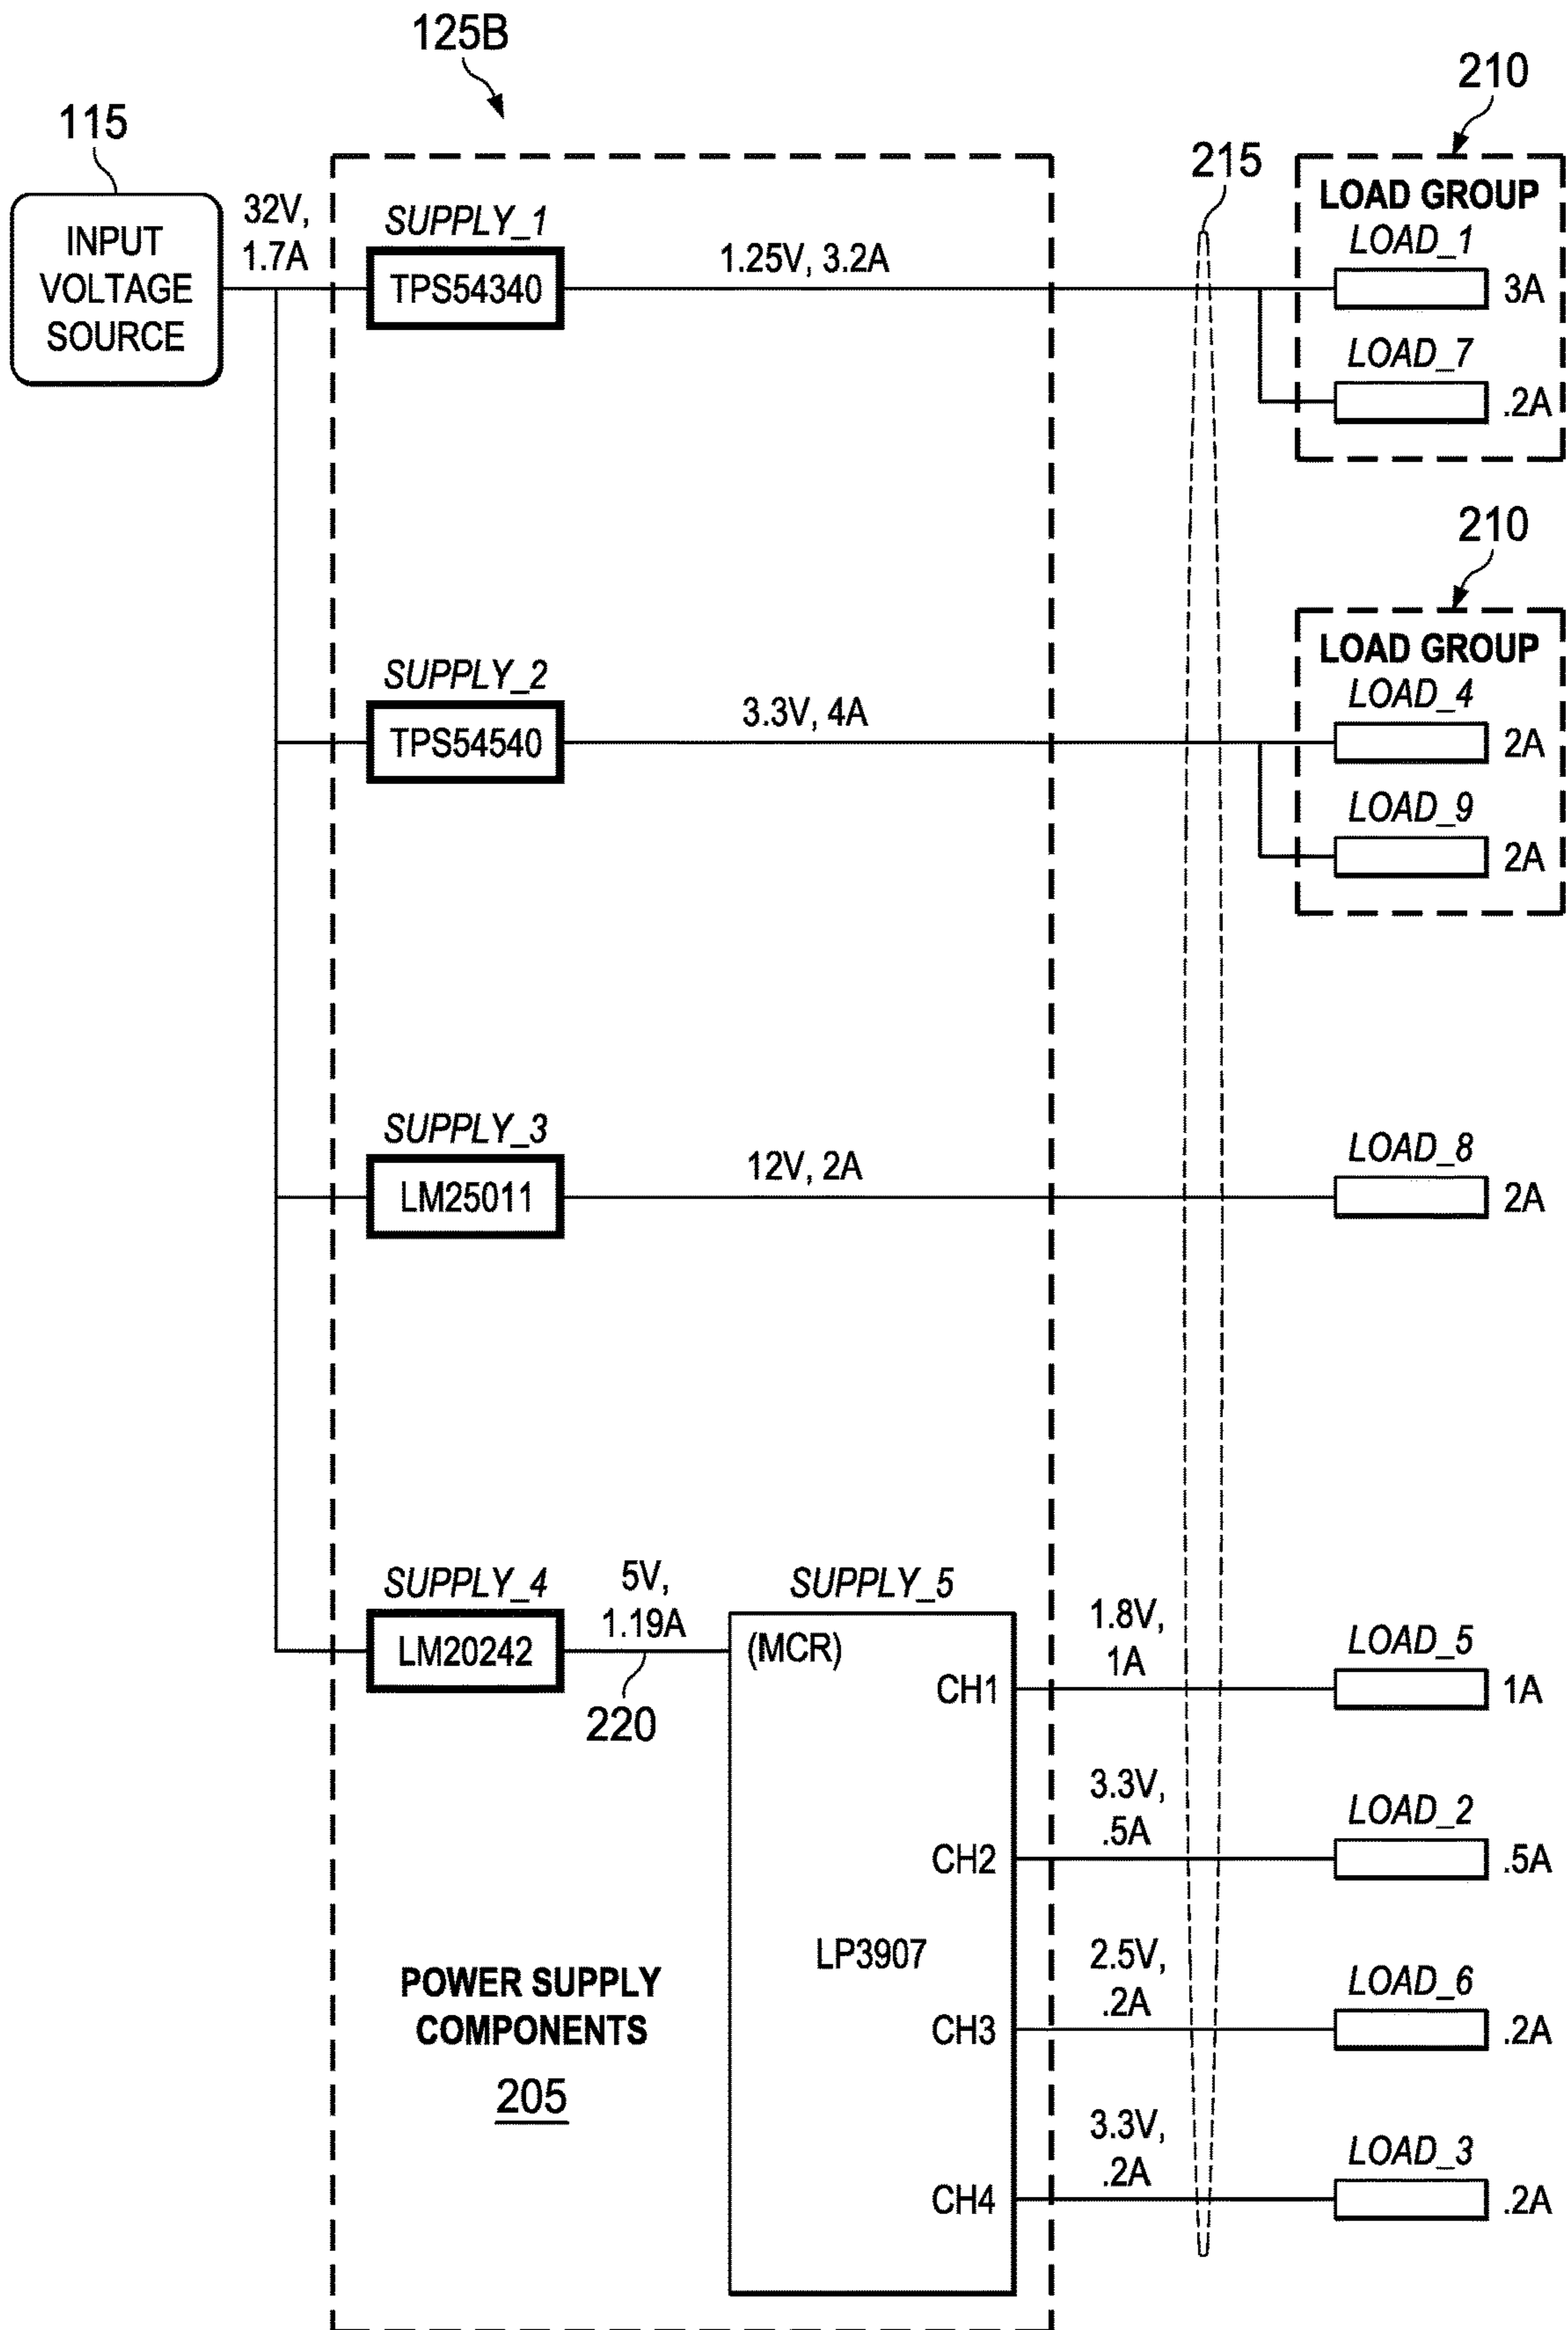 125B
115
INPUT
VOLTAGE
SOURCE
32V,
1.7A
SUPPLY_1
TPS54340
1.25V, 3.2A
215
210
LOAD GROUP
LOAD_1
3A
LOAD_7
.2A
SUPPLY_2
TPS54540
3.3V, 4A
210
LOAD GROUP
LOAD_4
2A
LOAD_9
2A
SUPPLY_3
LM25011
12V, 2A
LOAD_8
2A
SUPPLY_4
LM20242
5V,
1.19A
220
SUPPLY_5
(MCR)
LP3907
CH1
1.8V,
1A
LOAD_5
1A
CH2
3.3V,
.5A
LOAD_2
.5A
CH3
2.5V,
.2A
LOAD_6
.2A
CH4
3.3V,
.2A
LOAD_3
.2A
POWER SUPPLY
COMPONENTS
205